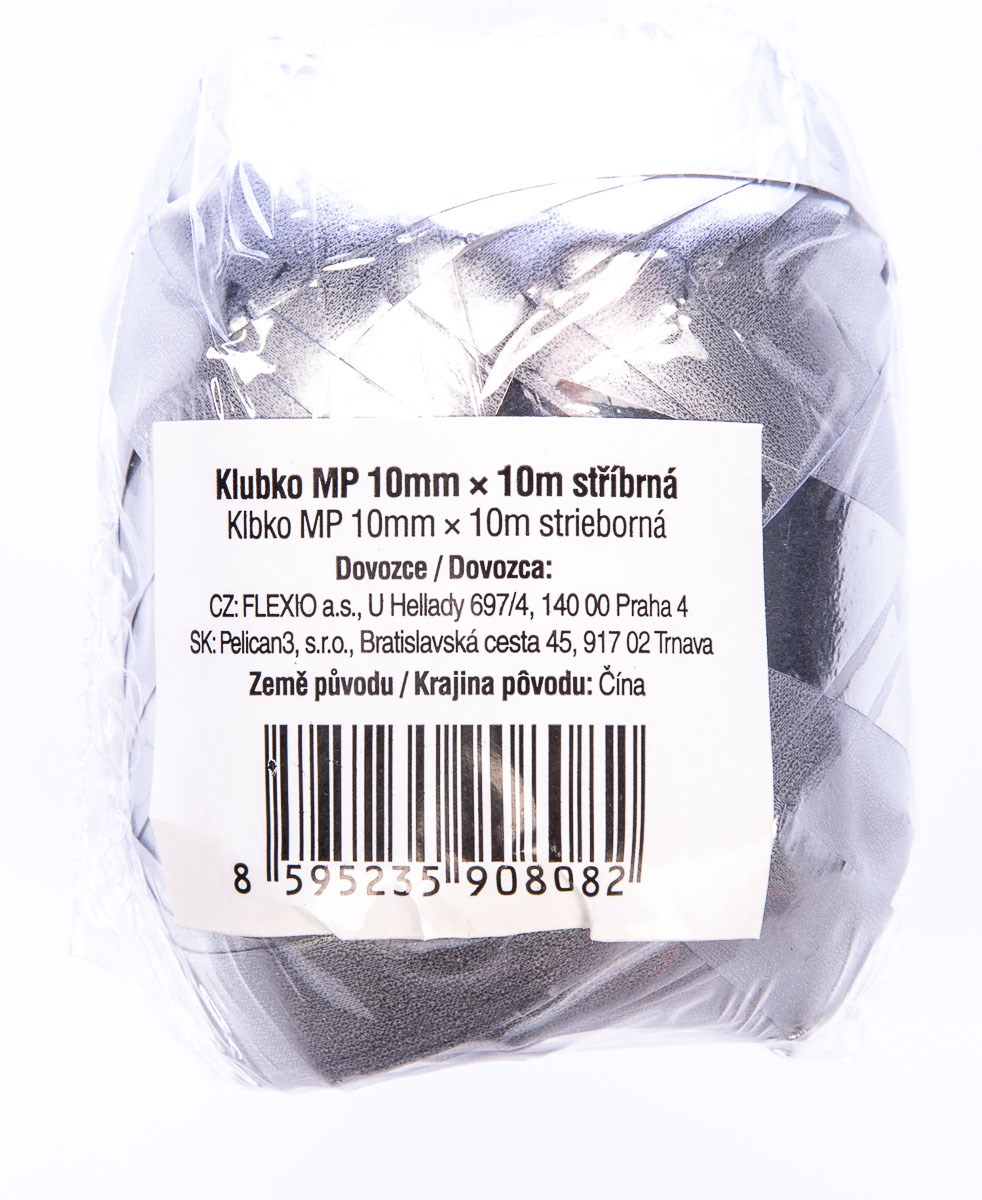 Klubko MP 10mm × 10m stříbrná
Klbko MP 10mm × 10m strieborná
Dovozce / Dovozca:
CZ: FLEXIO a.s., U Hellady 697/4, 140 00 Praha 4
SK: Pelican3, s.r.o., Bratislavská cesta 45, 917 02 Trnava
Země původu / Krajina pôvodu: Čína
8 595235 908082